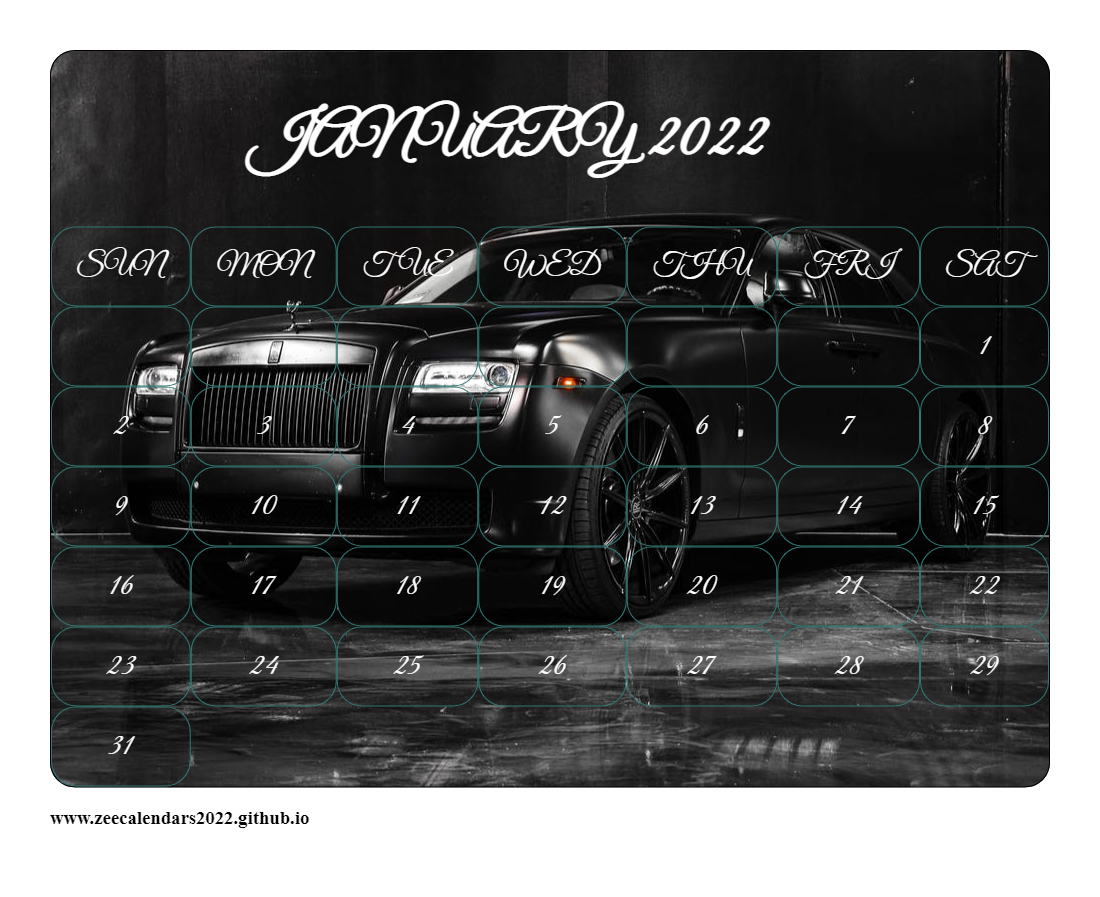 JANUARY 2022
SUN MON TUE WED THU FRI SAT
1
2 3 4 5 6 7 8
9 10 11 12 13 14 15
16 17 18 19 20 21 22
23 24 25 26 27 28 29
31
www.zeecalendars2022.github.io